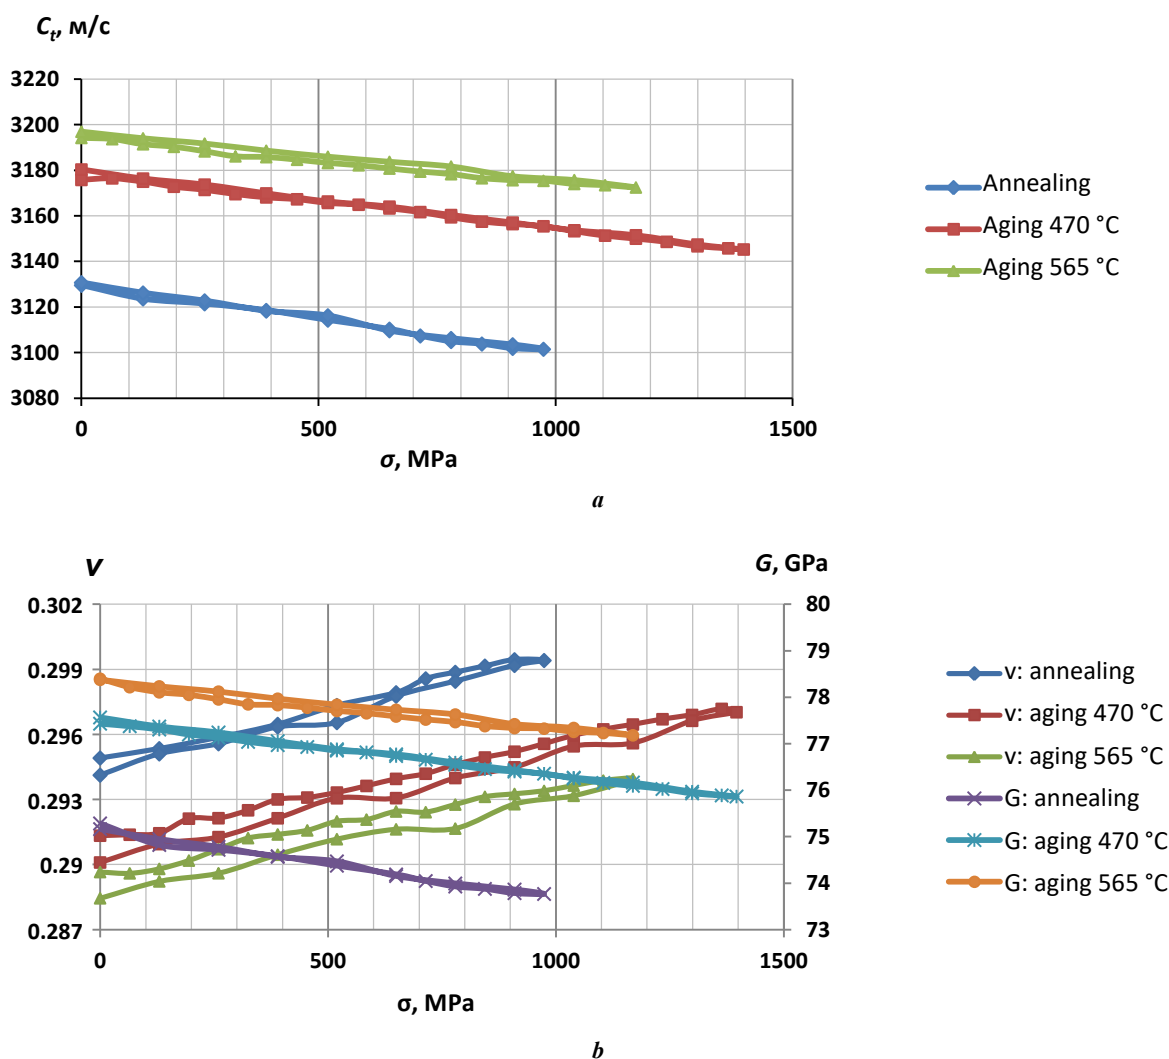 Cₜ, м/с
3220
3200
3180
3160
3140
3120
3100
3080
0 500 1000 1500
σ, MPa
Annealing
Aging 470 °C
Aging 565 °C
a
ν G, GPa
0.302 80
79
0.299
78
0.296 77
76
0.293
75
0.29
74
0.287 73
0 500 1000 1500
σ, MPa
ν: annealing
ν: aging 470 °C
ν: aging 565 °C
G: annealing
G: aging 470 °C
G: aging 565 °C
b